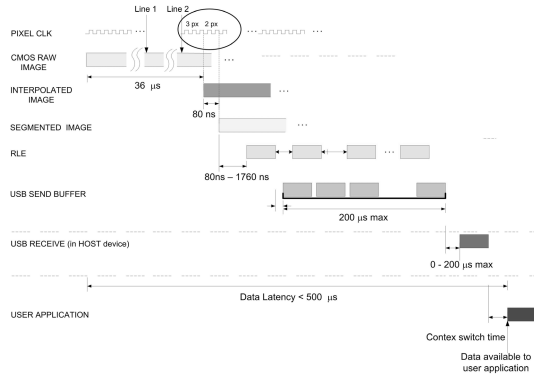 Line 1 Line 2
PIXEL CLK 3 px 2 px ...
CMOS RAW
IMAGE
36 μs
INTERPOLATED
IMAGE
80 ns
SEGMENTED IMAGE
RLE
80ns – 1760 ns
USB SEND BUFFER
200 μs max
USB RECEIVE (in HOST device)
0 - 200 μs max
Data Latency < 500 μs
USER APPLICATION
Contex switch time
Data available to
user application